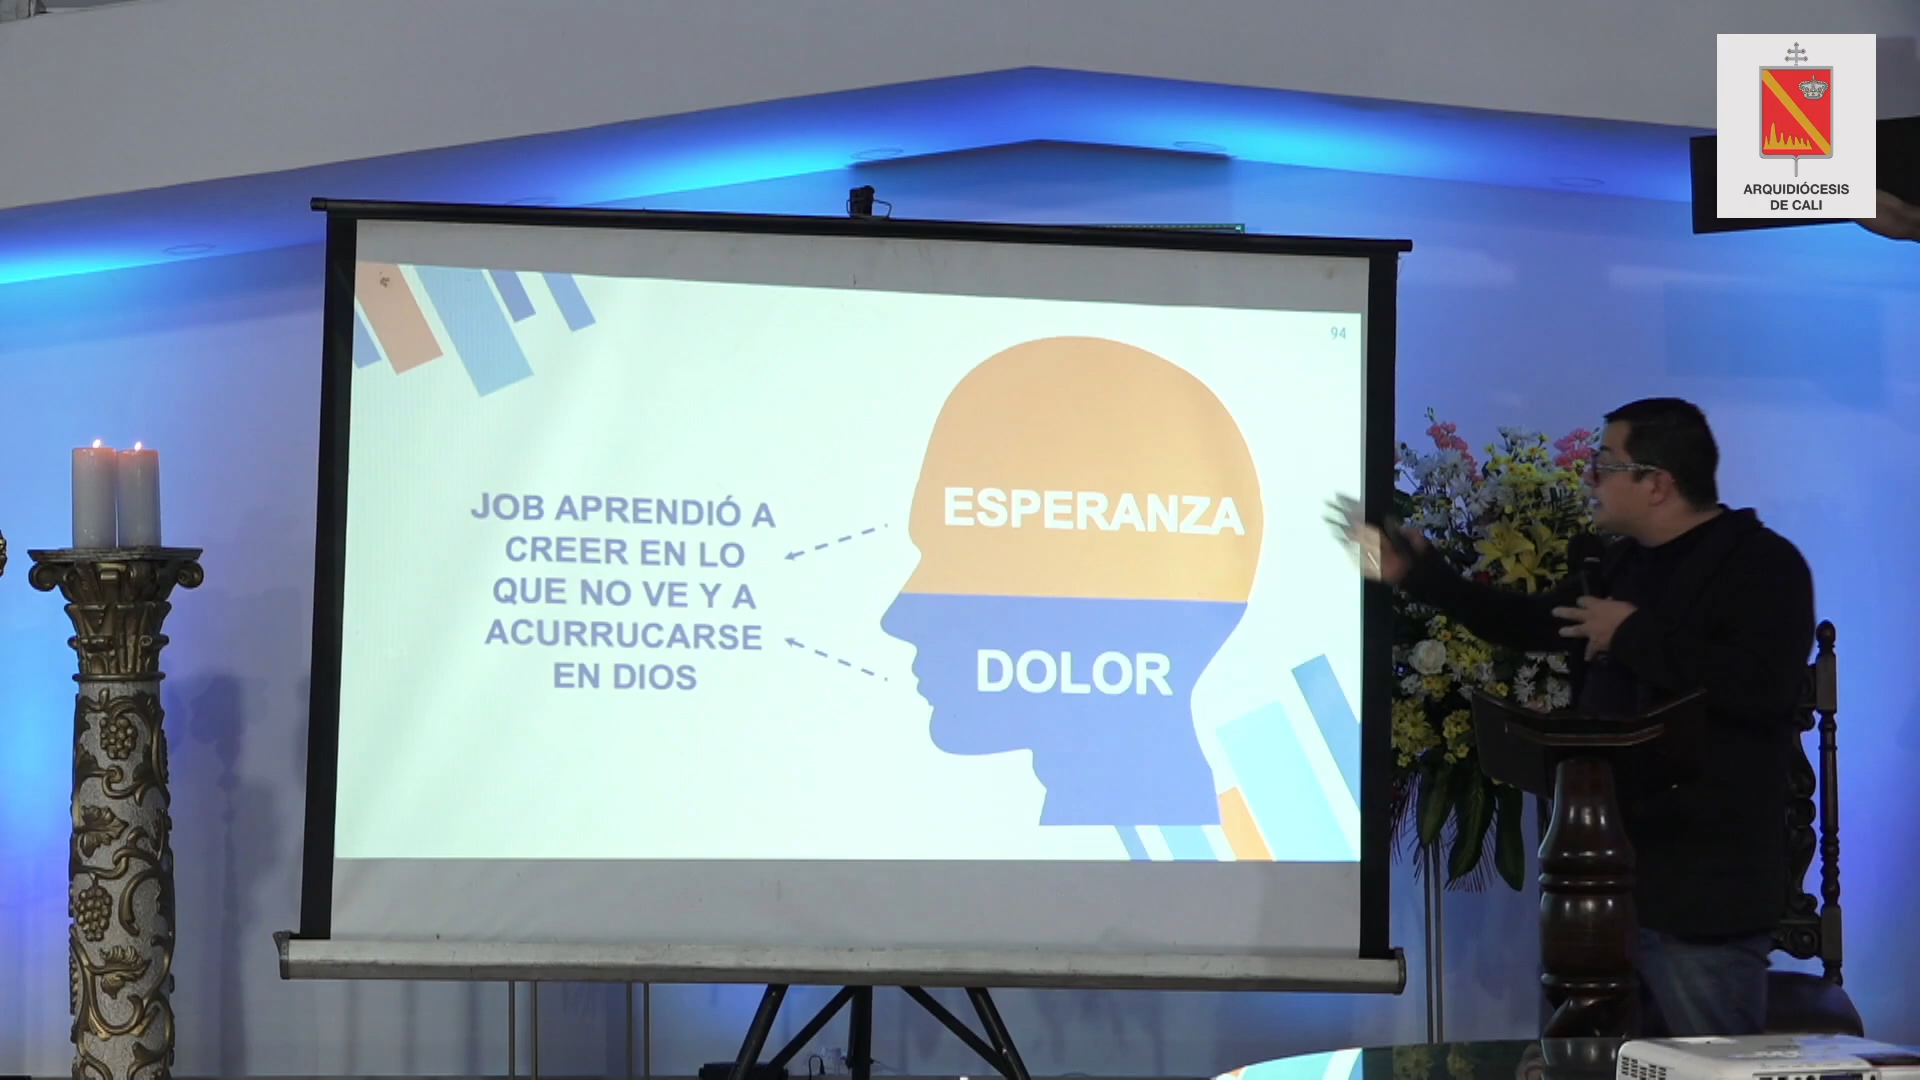 ARQUIDIÓCESIS
DE CALI
94
JOB APRENDIÓ A
CREER EN LO
QUE NO VE Y A
ACURRUCARSE
EN DIOS
ESPERANZA
DOLOR